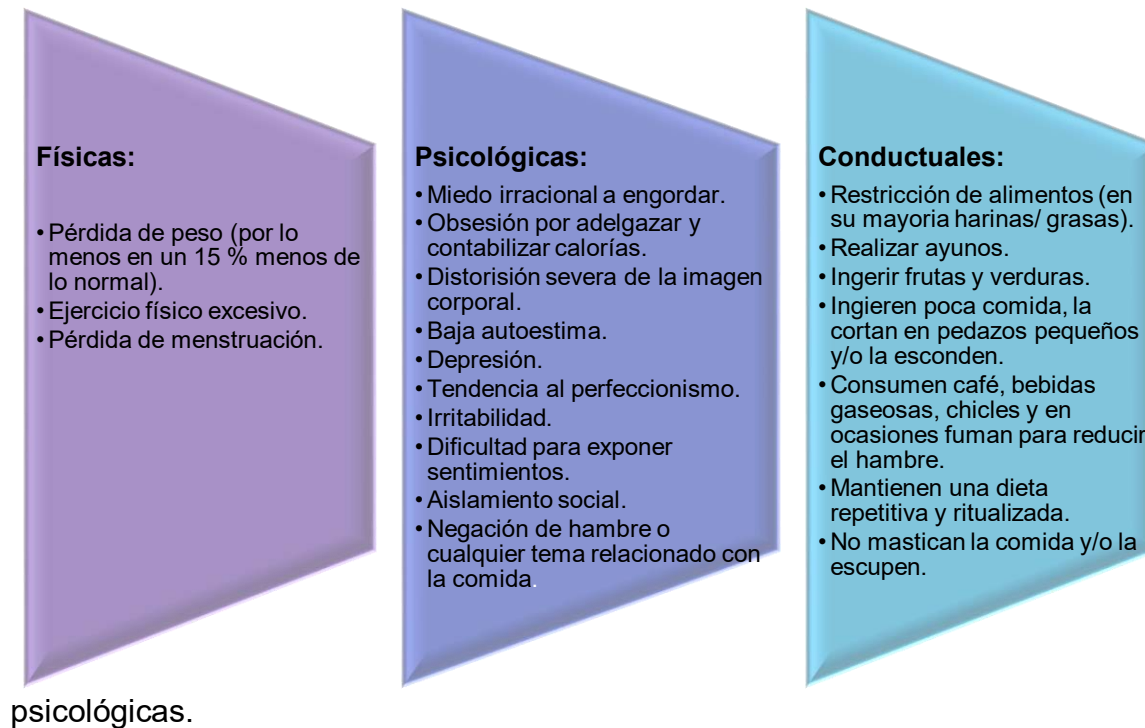 Físicas:
• Pérdida de peso (por lo
menos en un 15 % menos de
lo normal).
• Ejercicio físico excesivo.
• Pérdida de menstruación.
Psicológicas:
• Miedo irracional a engordar.
• Obsesión por adelgazar y
contabilizar calorías.
• Distorisión severa de la imagen
corporal.
• Baja autoestima.
• Depresión.
• Tendencia al perfeccionismo.
• Irritabilidad.
• Dificultad para exponer
sentimientos.
• Aislamiento social.
• Negación de hambre o
cualquier tema relacionado con
la comida.
Conductuales:
• Restricción de alimentos (en
su mayoria harinas/ grasas).
• Realizar ayunos.
• Ingerir frutas y verduras.
• Ingieren poca comida, la
cortan en pedazos pequeños
y/o la esconden.
• Consumen café, bebidas
gaseosas, chicles y en
ocasiones fuman para reducir
el hambre.
• Mantienen una dieta
repetitiva y ritualizada.
• No mastican la comida y/o la
escupen.
psicológicas.